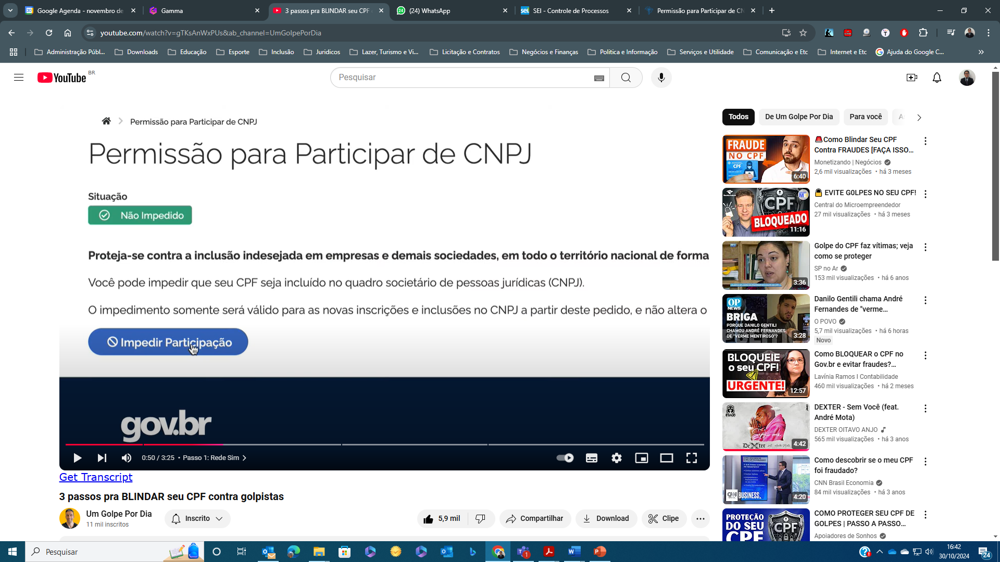 Google Agenda - novembro de
Gamma
3 passos pra BLINDAR seu CPF
(24) WhatsApp
SEI - Controle de Processos
Permissão para Participar de CN
youtube.com/watch?v=gTKsAnWxPUs&ab_channel=UmGolpePorDia
Administração Públ...
Downloads
Educação
Esporte
Inclusão
Juridicos
Lazer, Turismo e Vi...
Licitação e Contratos
Negócios e Finanças
Politica e Informação
Serviços e Utilidade
Comunicação e Etc
Internet e Etc
Ajuda do Google C...
YouTube BR
Pesquisar
Permissão para Participar de CNPJ
Permissão para Participar de CNPJ
Situação
Não Impedido
Proteja-se contra a inclusão indesejada em empresas e demais sociedades, em todo o território nacional de forma
Você pode impedir que seu CPF seja incluído no quadro societário de pessoas jurídicas (CNPJ).
O impedimento somente será válido para as novas inscrições e inclusões no CNPJ a partir deste pedido, e não altera o
Impedir Participação
gov.br
0:50 / 3:25 • Passo 1: Rede Sim
Get Transcript
3 passos pra BLINDAR seu CPF contra golpistas
Um Golpe Por Dia
11 mil inscritos
Inscrito
5,9 mil
Compartilhar
Download
Clipe
Todos
De Um Golpe Por Dia
Para você
FRAUDE
NO CPF
CPF
6:40
Como Blindar Seu CPF
Contra FRAUDES [FAÇA ISSO...
Monetizando | Negócios
2,6 mil visualizações • há 3 meses
CPF
BLOQUEADO
11:16
EVITE G0LPES NO SEU CPF!
Central do Microempreendedor
27 mil visualizações • há 3 meses
3:36
Golpe do CPF faz vítimas; veja
como se proteger
SP no Ar
153 mil visualizações • há 6 anos
OP
NEWS
BRIGA
PORQUE DANILO GENTILI
CHAMOU ANDRÉ FERNANDES
DE "VERME MENTIROSO"?
3:28
Danilo Gentili chama André
Fernandes de "verme...
O POVO
5,7 mil visualizações • há 6 horas
Novo
BLOQUEIE
o seu CPF!
URGENTE!
12:57
Como BLOQUEAR o CPF no
Gov.br e evitar fraudes?...
Lavínia Ramos I Contabilidade
460 mil visualizações • há 2 meses
Sem você
DeXter
4:42
DEXTER - Sem Você (feat.
André Mota)
DEXTER OITAVO ANJO
565 mil visualizações • há 3 anos
CNN BRASIL
BUSINESS
4:20
Como descobrir se o meu CPF
foi fraudado?
CNN Brasil Economia
84 mil visualizações • há 3 anos
PROTEÇÃO
DO SEU
CPF
CPF
COMO PROTEGER SEU CPF DE
GOLPES | PASSO A PASSO...
Apoiadores de Sonhos
Pesquisar
16:42
30/10/2024
24